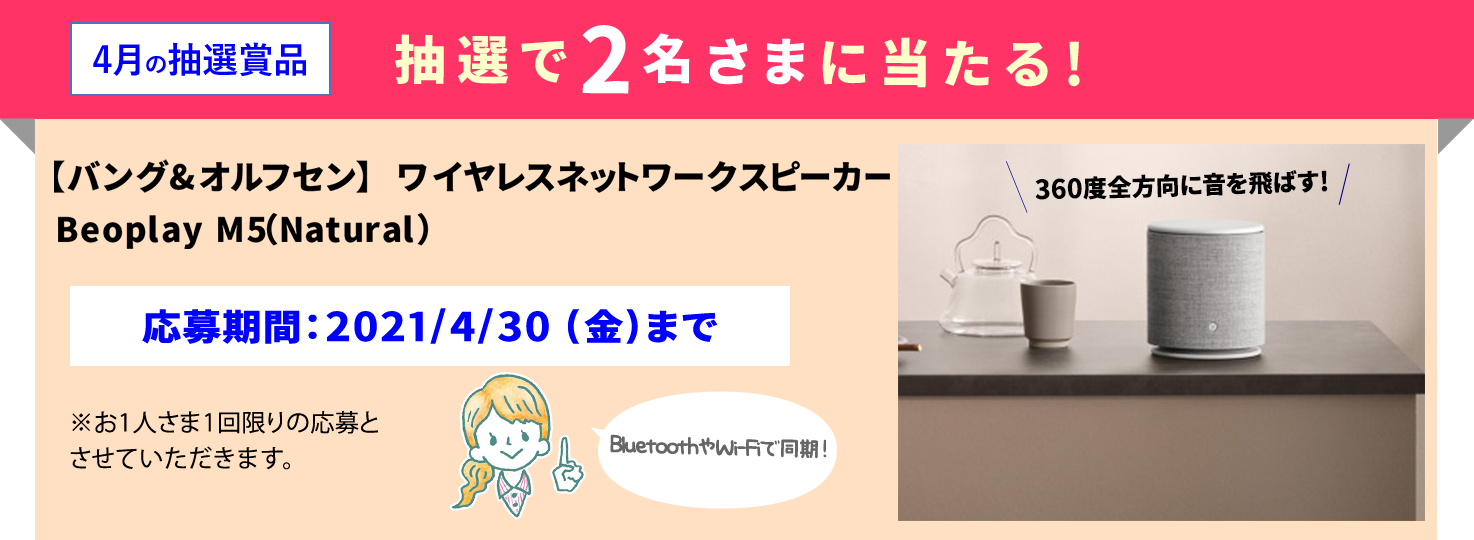 4月の抽選賞品
抽選で2名さまに当たる!
【バング&オルフセン】 ワイヤレスネットワークスピーカー
Beoplay M5(Natural)
360度全方向に音を飛ばす!
応募期間:2021/4/30 (金)まで
※お1人さま1回限りの応募と
させていただきます。
BluetoothやWi-Fiで同期!